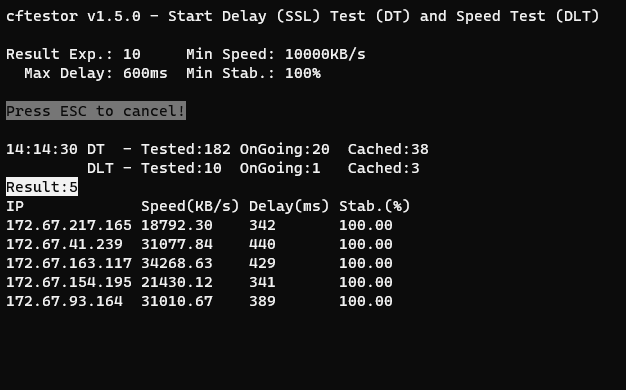 cftestor v1.5.0 - Start Delay (SSL) Test (DT) and Speed Test (DLT)
Result Exp.: 10     Min Speed: 10000KB/s
  Max Delay: 600ms  Min Stab.: 100%
Press ESC to cancel!
14:14:30 DT  - Tested:182 OnGoing:20  Cached:38
         DLT - Tested:10  OnGoing:1   Cached:3
Result:5
IP             Speed(KB/s) Delay(ms) Stab.(%)
172.67.217.165 18792.30    342       100.00
172.67.41.239  31077.84    440       100.00
172.67.163.117 34268.63    429       100.00
172.67.154.195 21430.12    341       100.00
172.67.93.164  31010.67    389       100.00